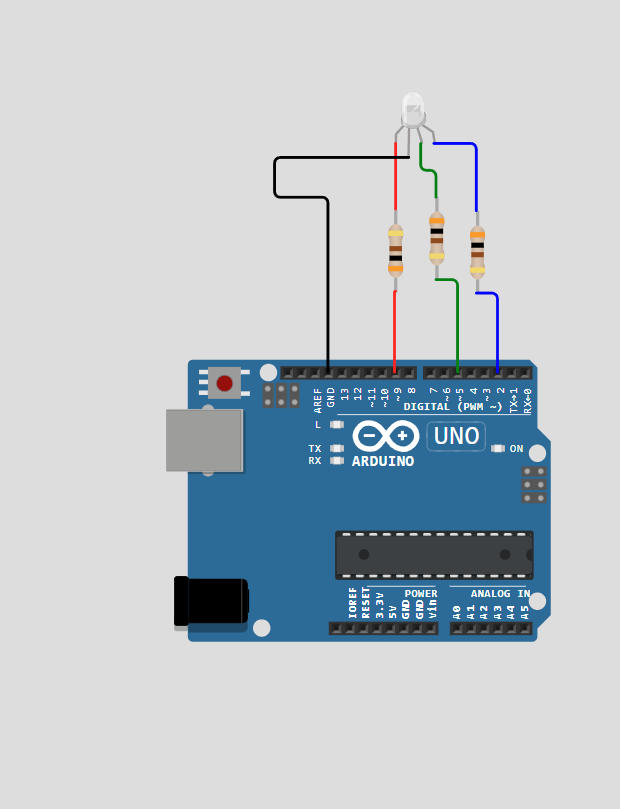 AREF
GND
13
12
~11
~10
~9
8
7
~6
~5
4
~3
2
TX→1
RX←0
DIGITAL (PWM ~)
L
TX
RX
UNO
ARDUINO
ON
POWER
ANALOG IN
IOREF
RESET
3.3V
5V
GND
GND
Vin
A0
A1
A2
A3
A4
A5